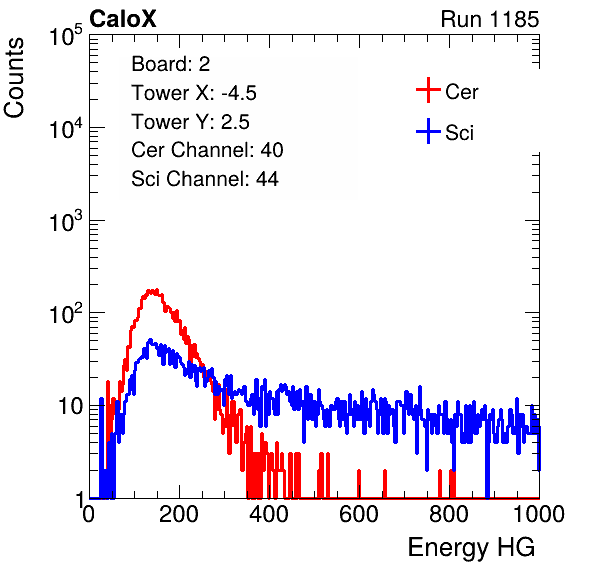 CaloX Run 1185
Counts
Board: 2
Tower X: -4.5
Tower Y: 2.5
Cer Channel: 40
Sci Channel: 44
Cer
Sci
10^5
10^4
10^3
10^2
10
1
0 200 400 600 800 1000
Energy HG